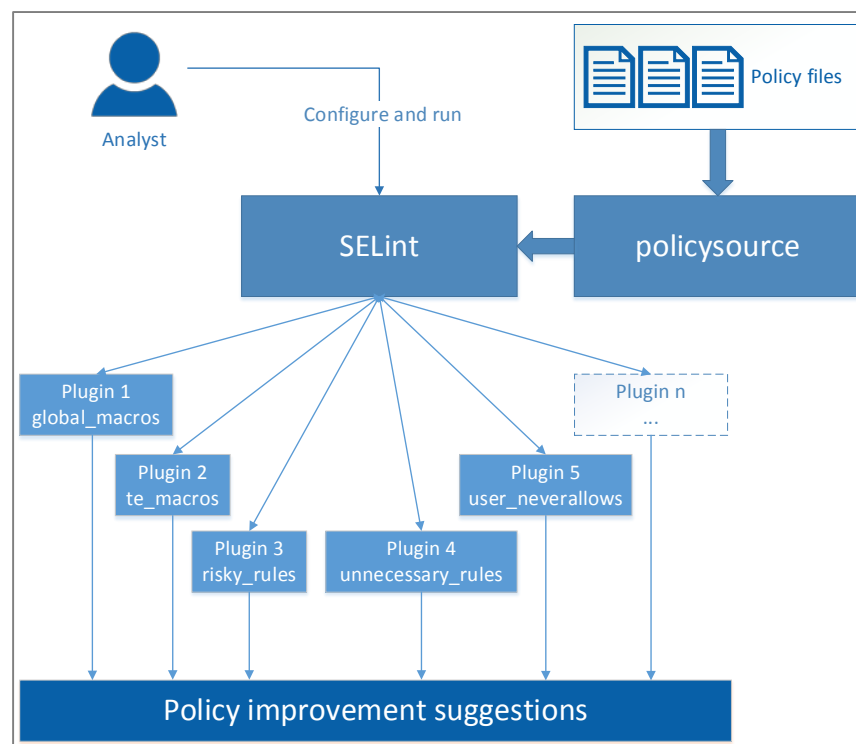 Policy files
Configure and run
Analyst
SELint
policysource
Plugin 1
global_macros
Plugin n
...
Plugin 2
te_macros
Plugin 5
user_neverallows
Plugin 3
risky_rules
Plugin 4
unnecessary_rules
Policy improvement suggestions